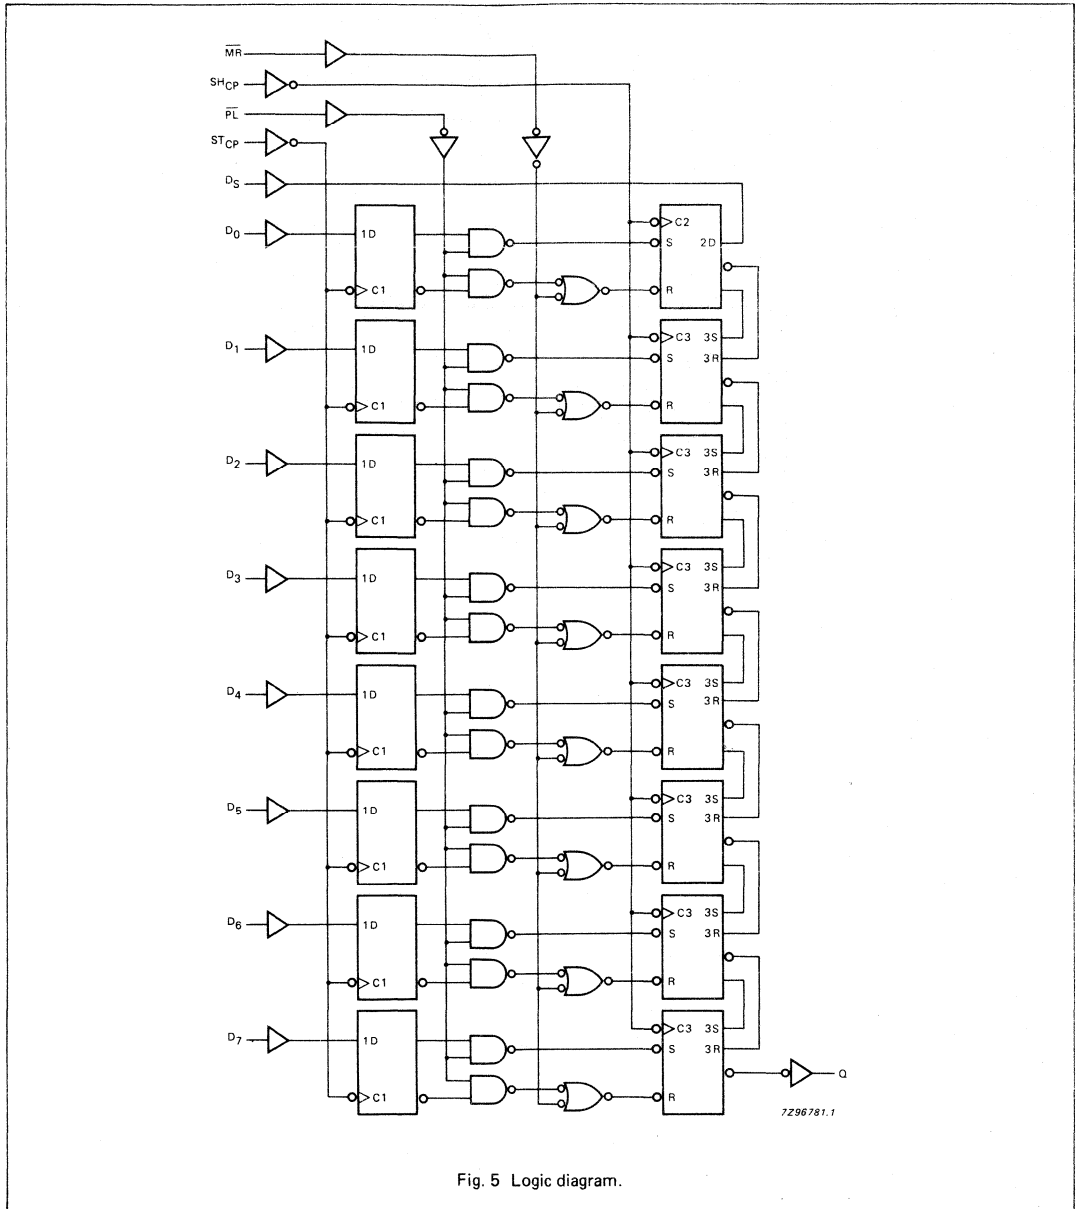 MR
SHCP
PL
STCP
DS
D0 1D C2
S 2D
C1 R
D1 1D C3 3S
S 3R
C1 R
D2 1D C3 3S
S 3R
C1 R
D3 1D C3 3S
S 3R
C1 R
D4 1D C3 3S
S 3R
C1 R
D5 1D C3 3S
S 3R
C1 R
D6 1D C3 3S
S 3R
C1 R
D7 1D C3 3S
S 3R
Q
C1 R
7Z96781.1
Fig. 5 Logic diagram.